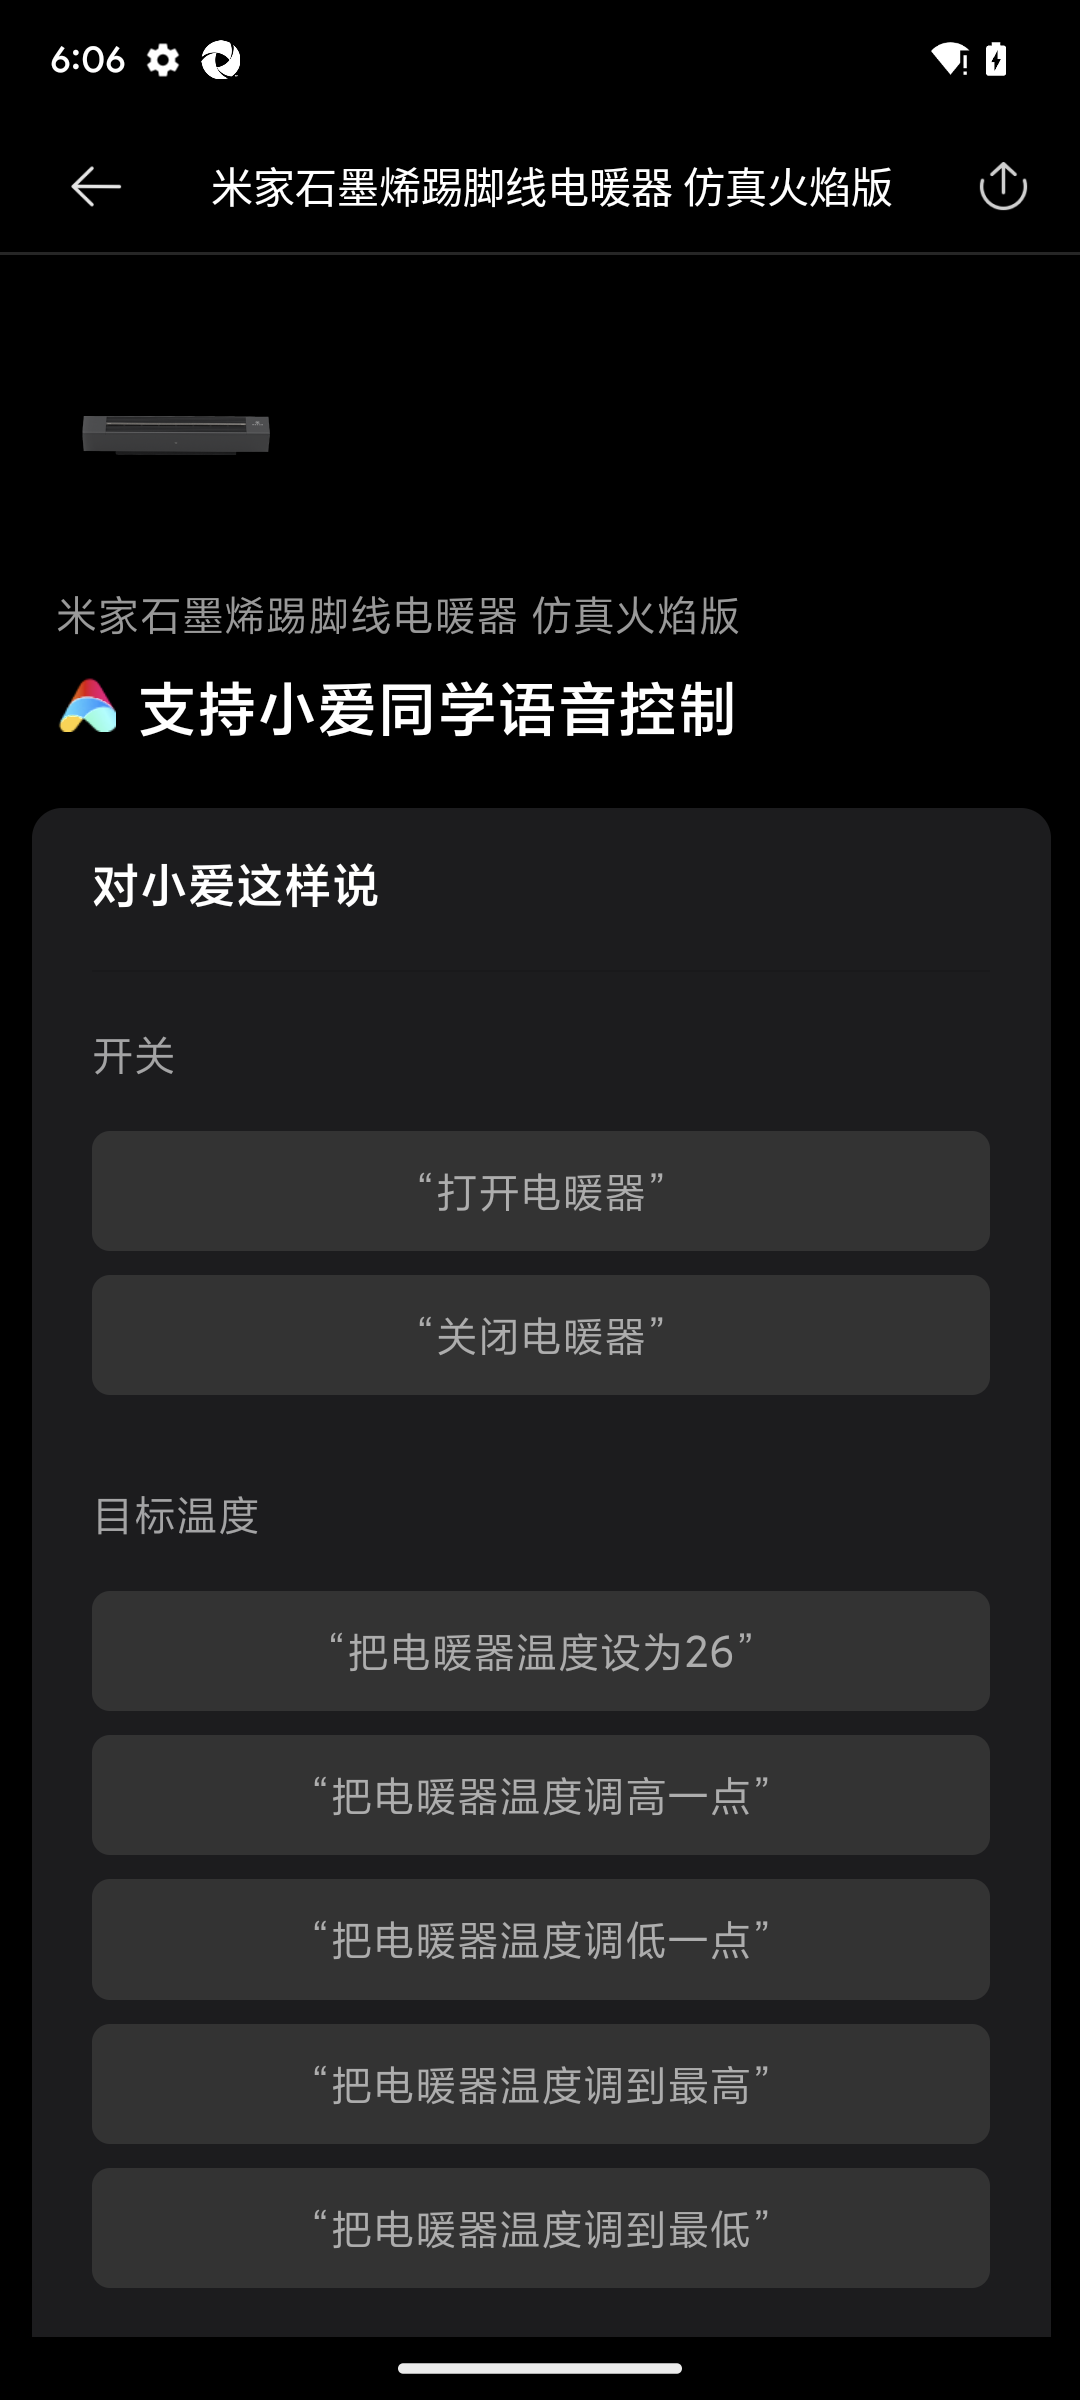 6:06
米家石墨烯踢脚线电暖器 仿真火焰版
米家石墨烯踢脚线电暖器 仿真火焰版
支持小爱同学语音控制
对小爱这样说
开关
“打开电暖器”
“关闭电暖器”
目标温度
“把电暖器温度设为26”
“把电暖器温度调高一点”
“把电暖器温度调低一点”
“把电暖器温度调到最高”
“把电暖器温度调到最低”